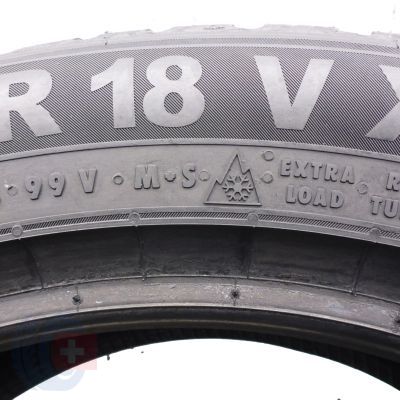 R 18 V X
99 V · M·S EXTRA LOAD